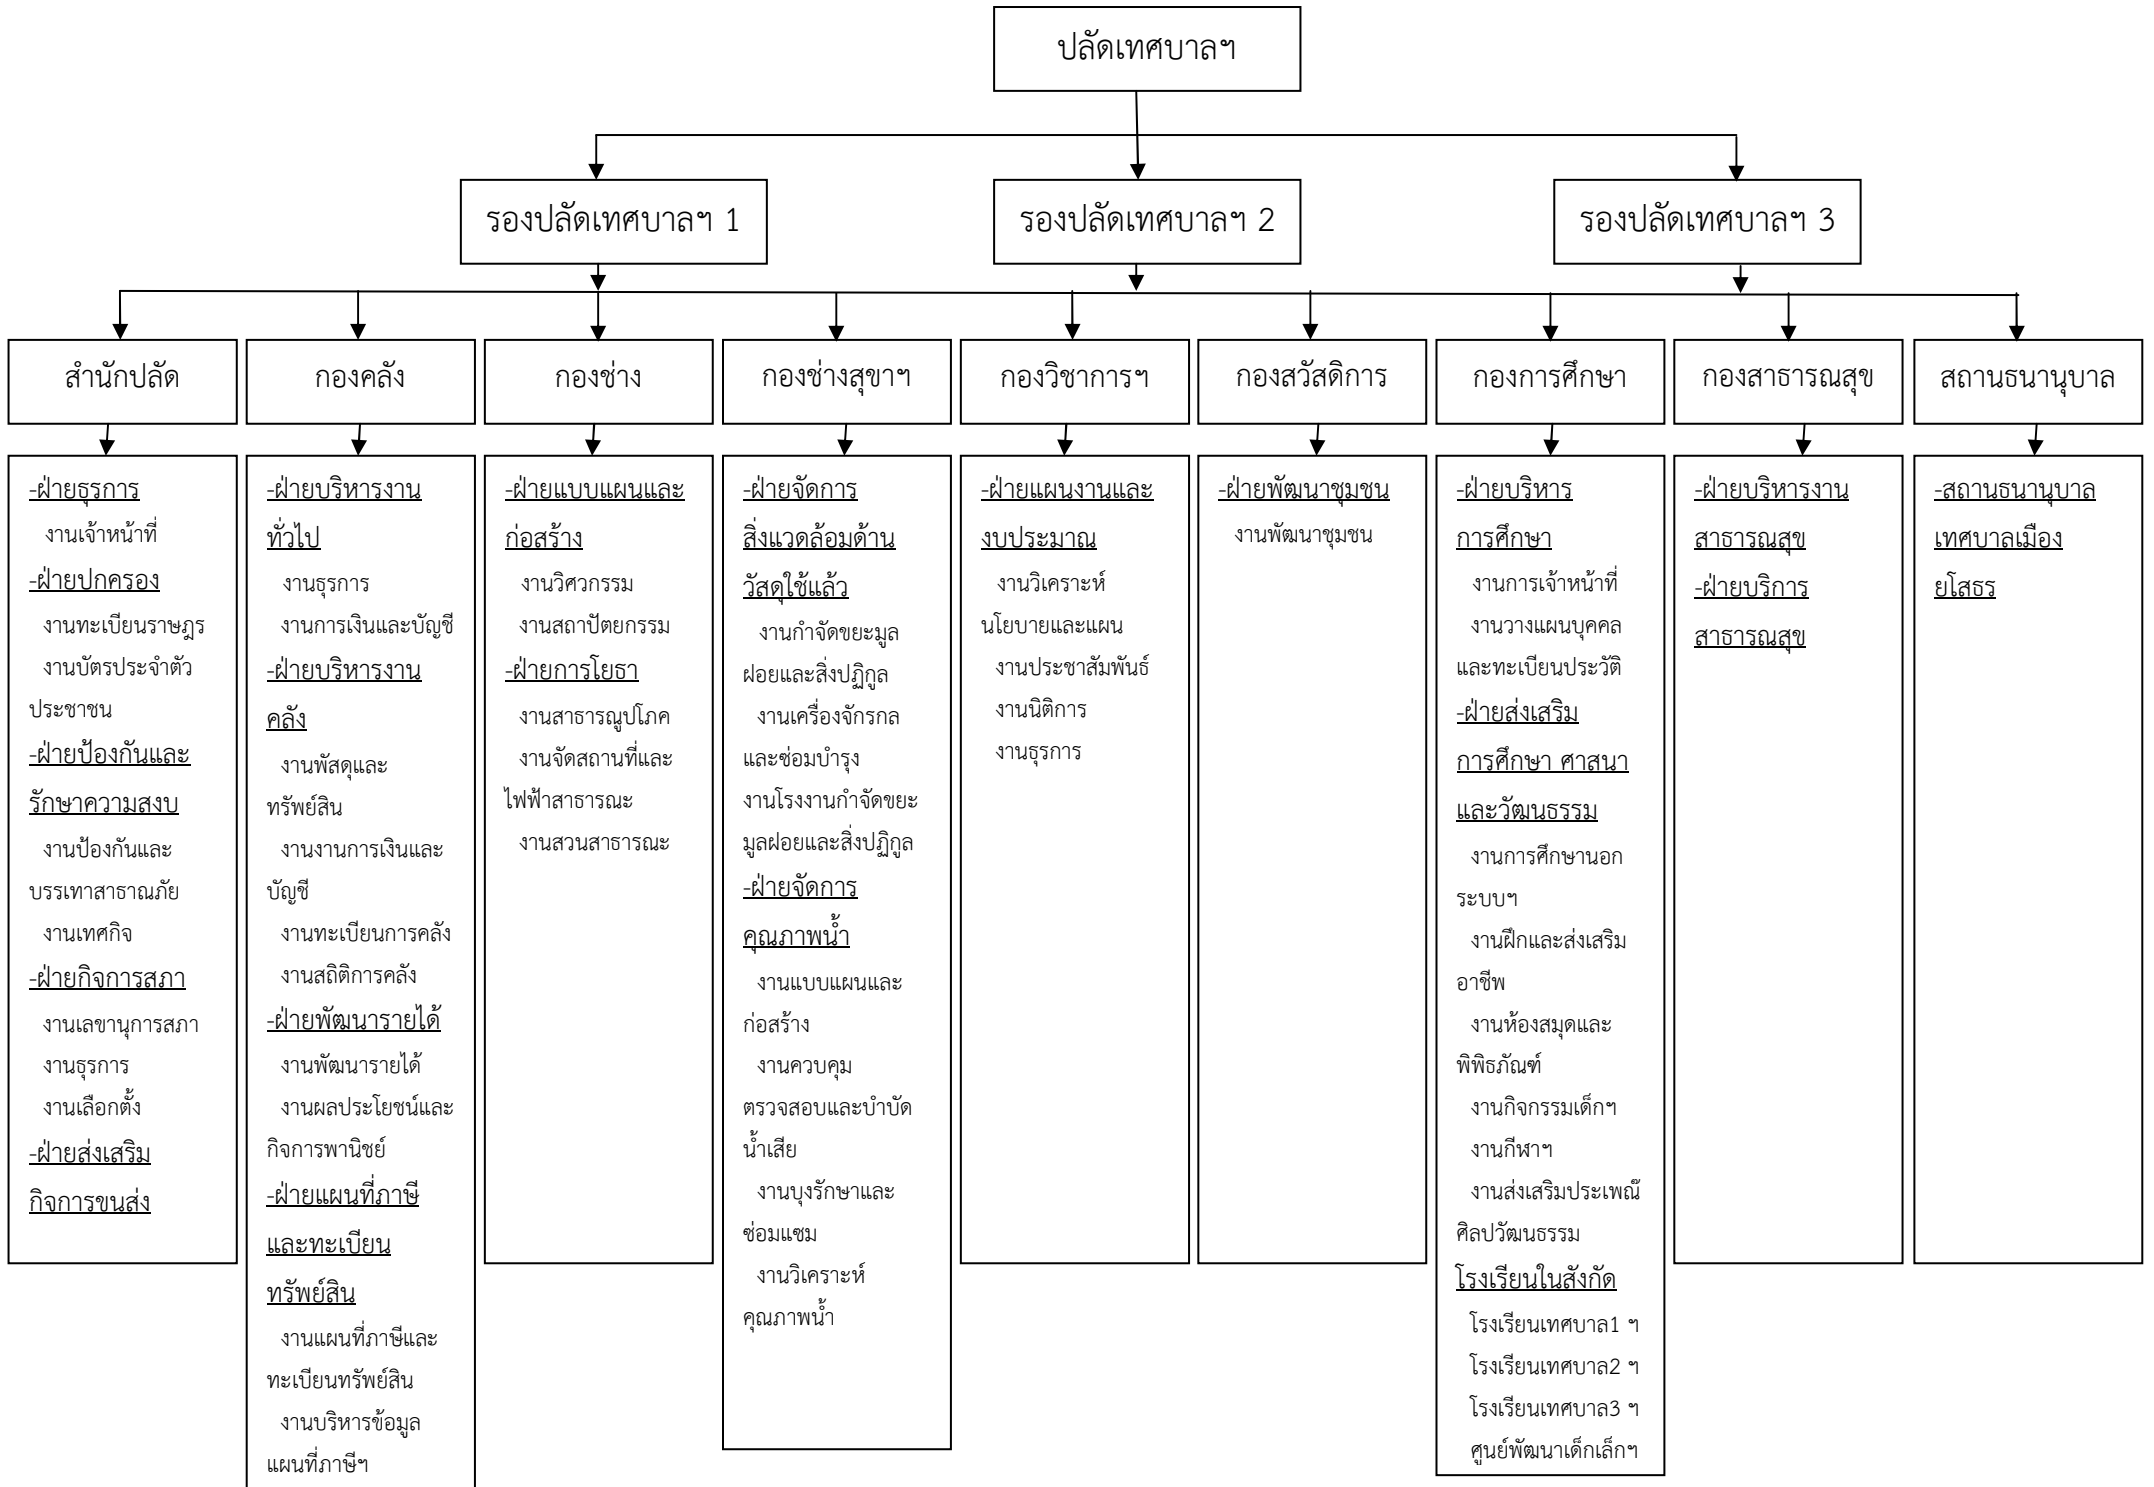 ปลัดเทศบาลฯ
รองปลัดเทศบาลฯ 1
รองปลัดเทศบาลฯ 2
รองปลัดเทศบาลฯ 3
สำนักปลัด
กองคลัง
กองช่าง
กองช่างสุขาฯ
กองวิชาการฯ
กองสวัสดิการ
กองการศึกษา
กองสาธารณสุข
สถานธนานุบาล
-ฝ่ายธุรการ
งานเจ้าหน้าที่
-ฝ่ายปกครอง
งานทะเบียนราษฎร
งานบัตรประจำตัว
ประชาชน
-ฝ่ายป้องกันและ
รักษาความสงบ
งานป้องกันและ
บรรเทาสาธาณภัย
งานเทศกิจ
-ฝ่ายกิจการสภา
งานเลขานุการสภา
งานธุรการ
งานเลือกตั้ง
-ฝ่ายส่งเสริม
กิจการขนส่ง
-ฝ่ายบริหารงาน
ทั่วไป
งานธุรการ
งานการเงินและบัญชี
-ฝ่ายบริหารงาน
คลัง
งานพัสดุและ
ทรัพย์สิน
งานงานการเงินและ
บัญชี
งานทะเบียนการคลัง
งานสถิติการคลัง
-ฝ่ายพัฒนารายได้
งานพัฒนารายได้
งานผลประโยชน์และ
กิจการพานิชย์
-ฝ่ายแผนที่ภาษี
และทะเบียน
ทรัพย์สิน
งานแผนที่ภาษีและ
ทะเบียนทรัพย์สิน
งานบริหารข้อมูล
แผนที่ภาษีฯ
-ฝ่ายแบบแผนและ
ก่อสร้าง
งานวิศวกรรม
งานสถาปัตยกรรม
-ฝ่ายการโยธา
งานสาธารณูปโภค
งานจัดสถานที่และ
ไฟฟ้าสาธารณะ
งานสวนสาธารณะ
-ฝ่ายจัดการ
สิ่งแวดล้อมด้าน
วัสดุใช้แล้ว
งานกำจัดขยะมูล
ฝอยและสิ่งปฏิกูล
งานเครื่องจักรกล
และซ่อมบำรุง
งานโรงงานกำจัดขยะ
มูลฝอยและสิ่งปฏิกูล
-ฝ่ายจัดการ
คุณภาพน้ำ
งานแบบแผนและ
ก่อสร้าง
งานควบคุม
ตรวจสอบและบำบัด
น้ำเสีย
งานบุงรักษาและ
ซ่อมแซม
งานวิเคราะห์
คุณภาพน้ำ
-ฝ่ายแผนงานและ
งบประมาณ
งานวิเคราะห์
นโยบายและแผน
งานประชาสัมพันธ์
งานนิติการ
งานธุรการ
-ฝ่ายพัฒนาชุมชน
งานพัฒนาชุมชน
-ฝ่ายบริหาร
การศึกษา
งานการเจ้าหน้าที่
งานวางแผนบุคคล
และทะเบียนประวัติ
-ฝ่ายส่งเสริม
การศึกษา ศาสนา
และวัฒนธรรม
งานการศึกษานอก
ระบบฯ
งานฝึกและส่งเสริม
อาชีพ
งานห้องสมุดและ
พิพิธภัณฑ์
งานกิจกรรมเด็กฯ
งานกีฬาฯ
งานส่งเสริมประเพณี
ศิลปวัฒนธรรม
โรงเรียนในสังกัด
โรงเรียนเทศบาล1 ฯ
โรงเรียนเทศบาล2 ฯ
โรงเรียนเทศบาล3 ฯ
ศูนย์พัฒนาเด็กเล็กฯ
-ฝ่ายบริหารงาน
สาธารณสุข
-ฝ่ายบริการ
สาธารณสุข
-สถานธนานุบาล
เทศบาลเมือง
ยโสธร